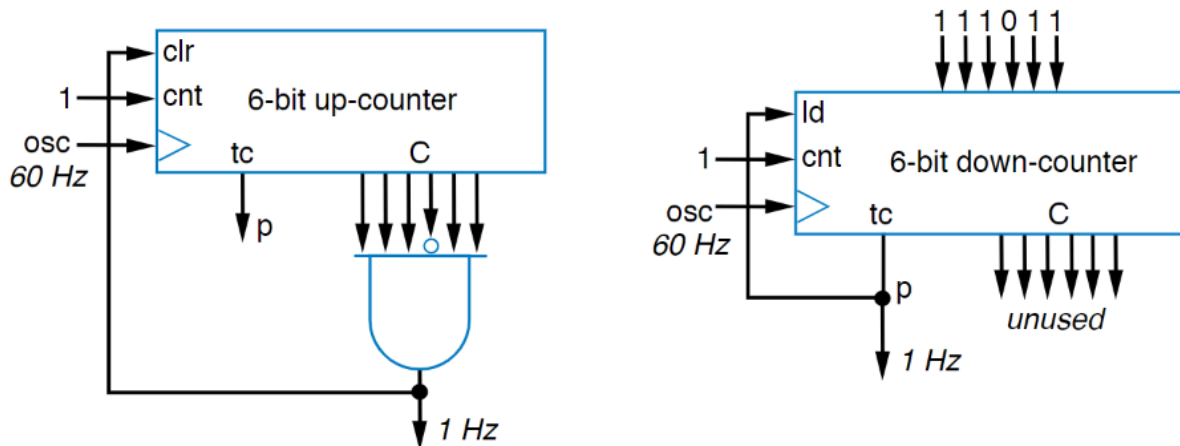 clr
1
cnt
6-bit up-counter
osc
60 Hz
tc
C
p
1 Hz
1 1 1 0 1 1
ld
1
cnt
6-bit down-counter
osc
60 Hz
tc
C
p
unused
1 Hz